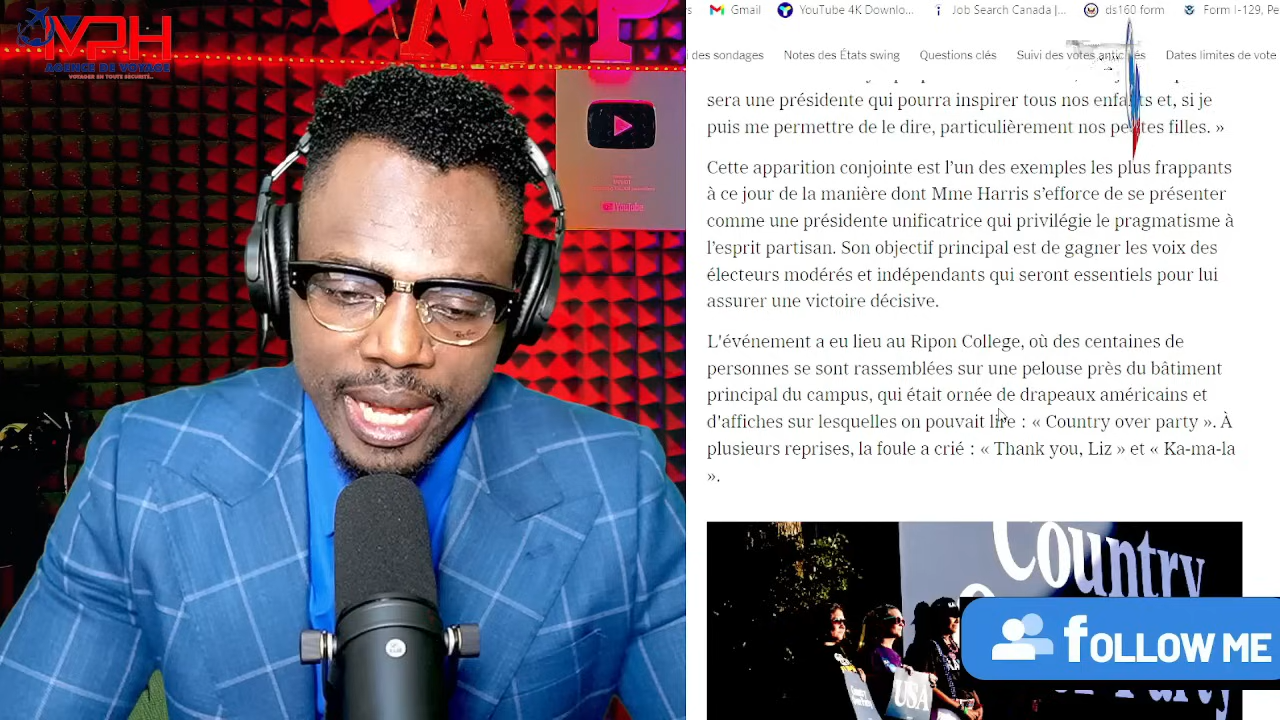 MPH
AGENCE DE VOYAGE
VOYAGER EN TOUTE SÉCURITÉ..
M P
YouTube
Gmail
YouTube 4K Downlo...
Job Search Canada |...
ds160 form
Form I-129, Pe
des sondages
Notes des États swing
Questions clés
Suivi des votes anticipés
Dates limites de vote
sera une présidente qui pourra inspirer tous nos enfants et, si je
puis me permettre de le dire, particulièrement nos petites filles. »
Cette apparition conjointe est l'un des exemples les plus frappants
à ce jour de la manière dont Mme Harris s'efforce de se présenter
comme une présidente unificatrice qui privilégie le pragmatisme à
l'esprit partisan. Son objectif principal est de gagner les voix des
électeurs modérés et indépendants qui seront essentiels pour lui
assurer une victoire décisive.
L'événement a eu lieu au Ripon College, où des centaines de
personnes se sont rassemblées sur une pelouse près du bâtiment
principal du campus, qui était ornée de drapeaux américains et
d'affiches sur lesquelles on pouvait lire : « Country over party ». À
plusieurs reprises, la foule a crié : « Thank you, Liz » et « Ka-ma-la
».
Country
Party
USA
fOLLOW ME